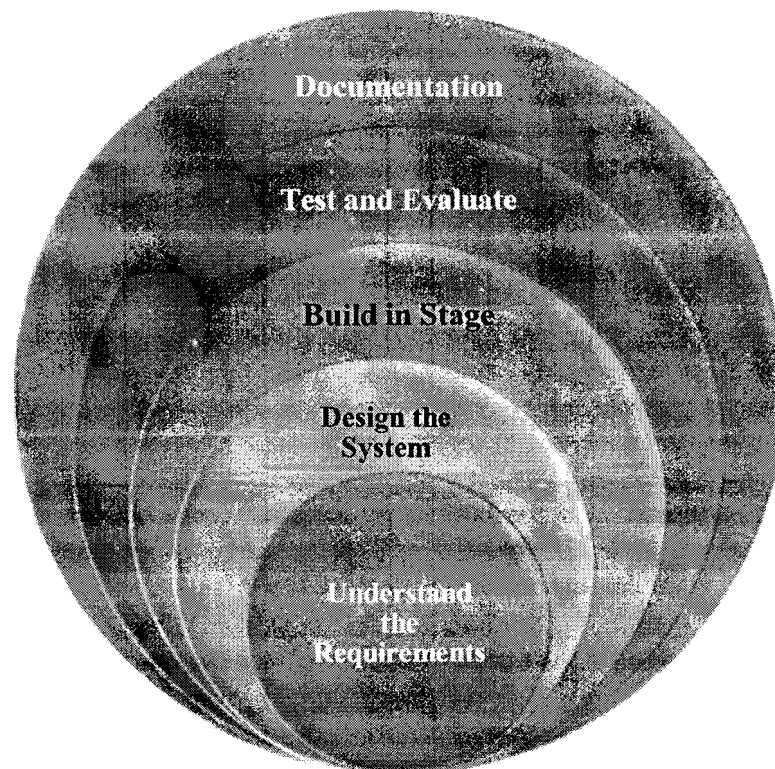 Documentation
Test and Evaluate
Build in Stage
Design the
System
Understand
the
Requirements